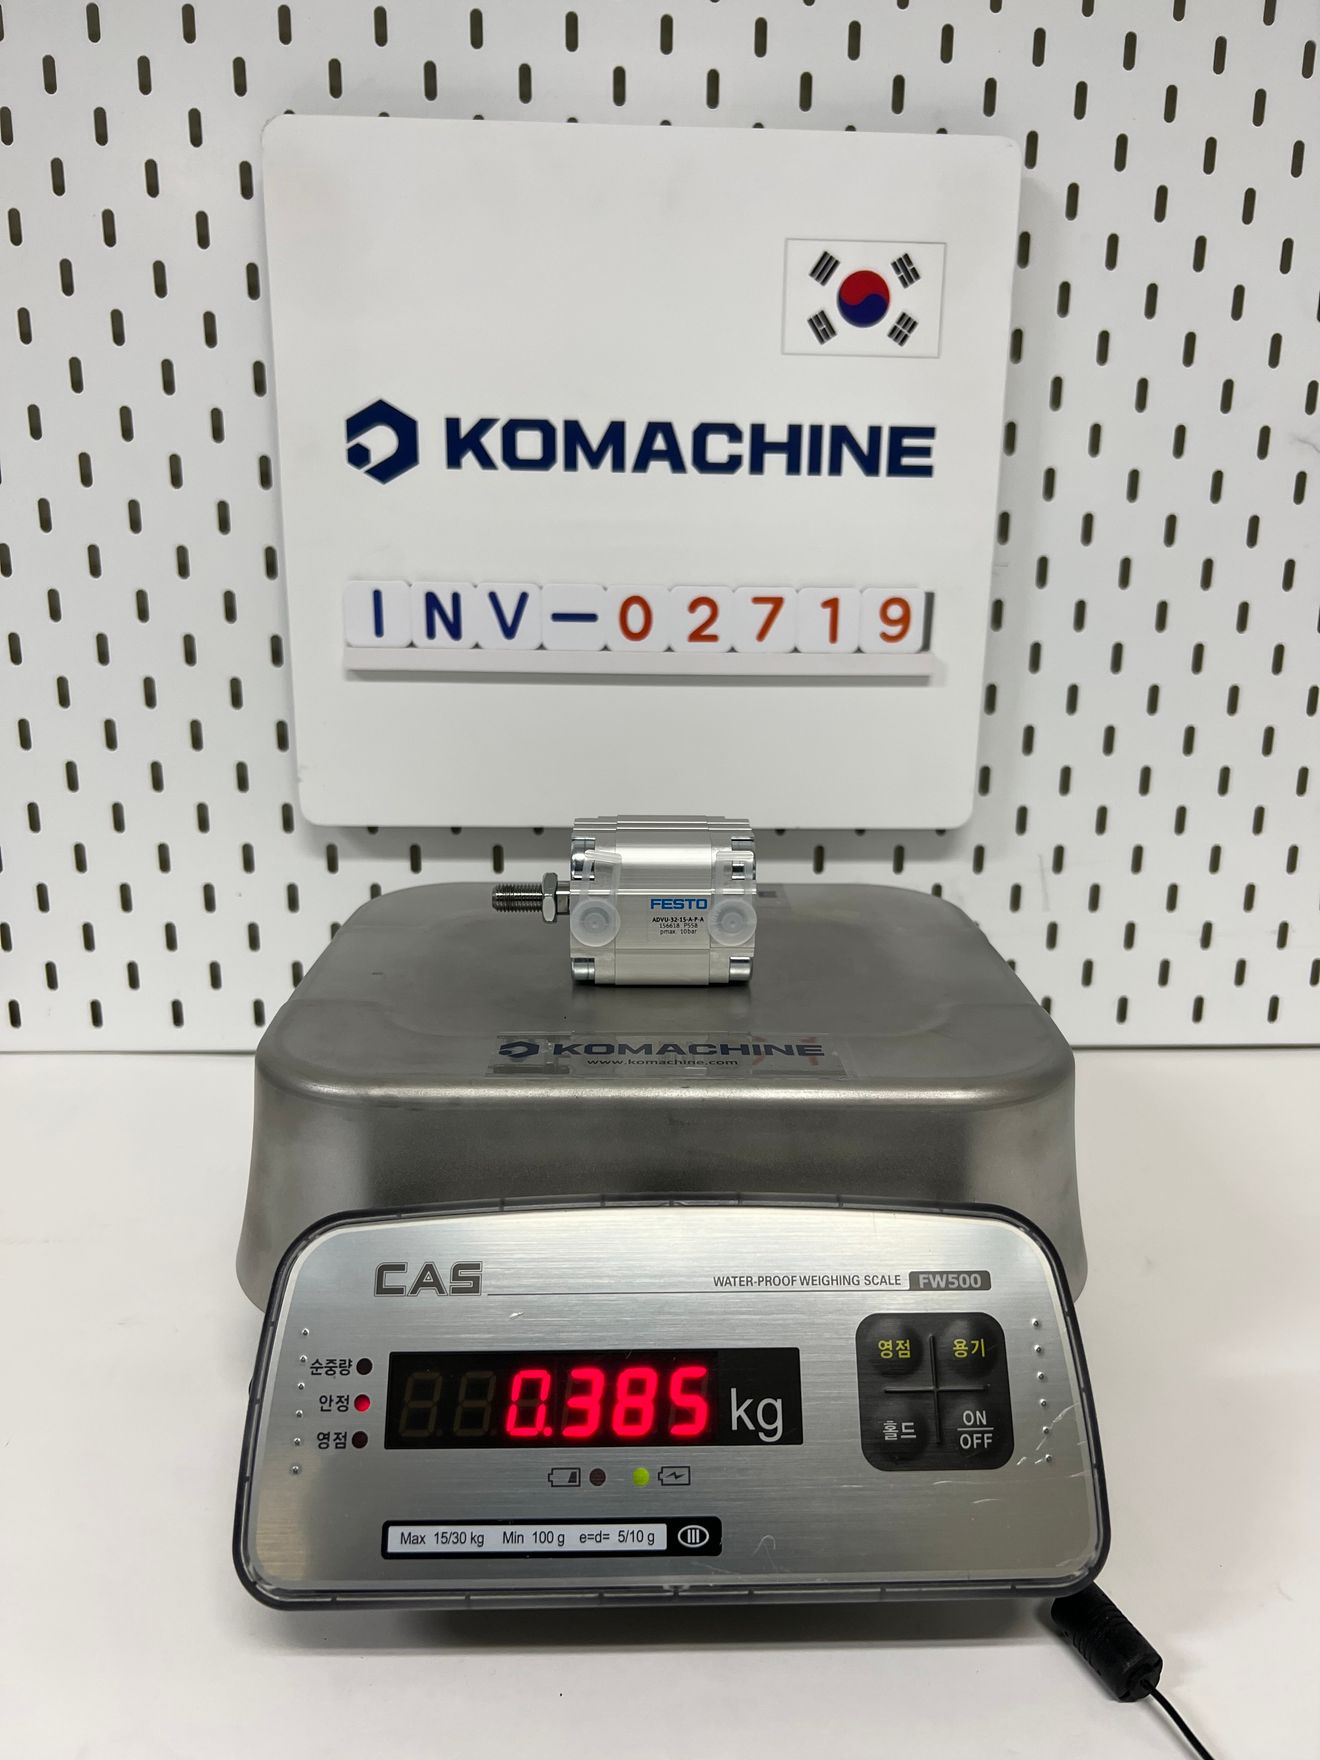 KOMACHINE
INV-02719
FESTO
ADVU-32-15-A-P-A
156618 P558
pmax. 10bar
KOMACHINE
www.komachine.com
CAS
WATER-PROOF WEIGHING SCALE FW500
영점 용기
순중량
안정
영점
0.385 kg
홀드 ON
OFF
Max 15/30 kg Min 100 g e=d= 5/10 g III